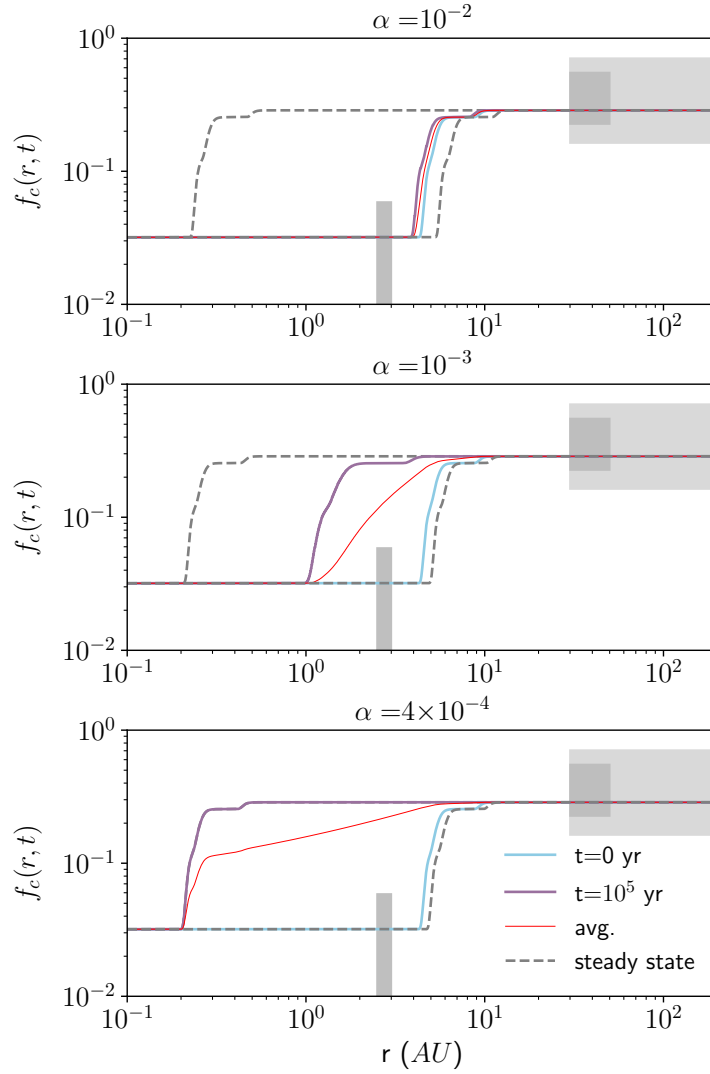 α =10⁻²
10⁰
10⁻¹
10⁻²
f_c(r, t)
10⁻¹ 10⁰ 10¹ 10²
α =10⁻³
10⁰
10⁻¹
10⁻²
f_c(r, t)
10⁻¹ 10⁰ 10¹ 10²
α =4×10⁻⁴
10⁰
10⁻¹
10⁻²
f_c(r, t)
t=0 yr
t=10⁵ yr
avg.
steady state
10⁻¹ 10⁰ 10¹ 10²
r (AU)